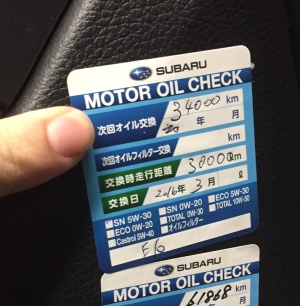 SUBARU
MOTOR OIL CHECK
次回オイル交換 34000 km
年 月
次回オイルフィルター交換 km
交換時走行距離 30000km
交換日 2016年 3月 ℓ
SN 5W-30 SN 0W-20 ECO 5W-30
ECO 0W-20 TOTAL 0W-30 TOTAL 10W-50
Castrol 5W-40 オイルフィルター
E16
SUBARU
MOTOR OIL CHECK
61868 km